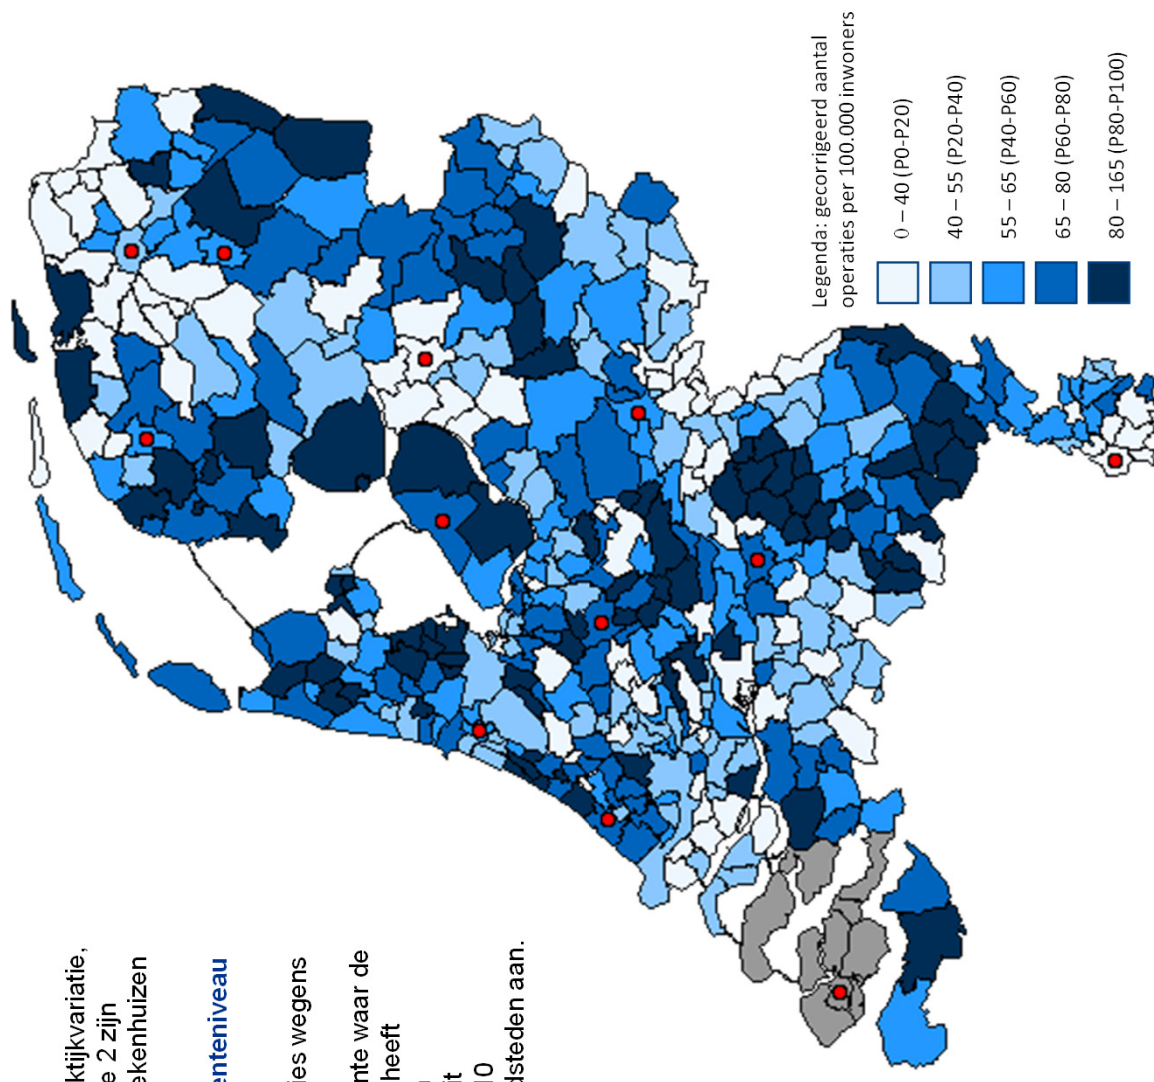 ktijkvariatie,
e 2 zijn
ekenhuizen
enteniveau
ies wegens
nte waar de
heeft
it
10
dsteden aan.
Legenda: gecorrigeerd aantal
operaties per 100.000 inwoners
0 – 40 (P0-P20)
40 – 55 (P20-P40)
55 – 65 (P40-P60)
65 – 80 (P60-P80)
80 – 165 (P80-P100)